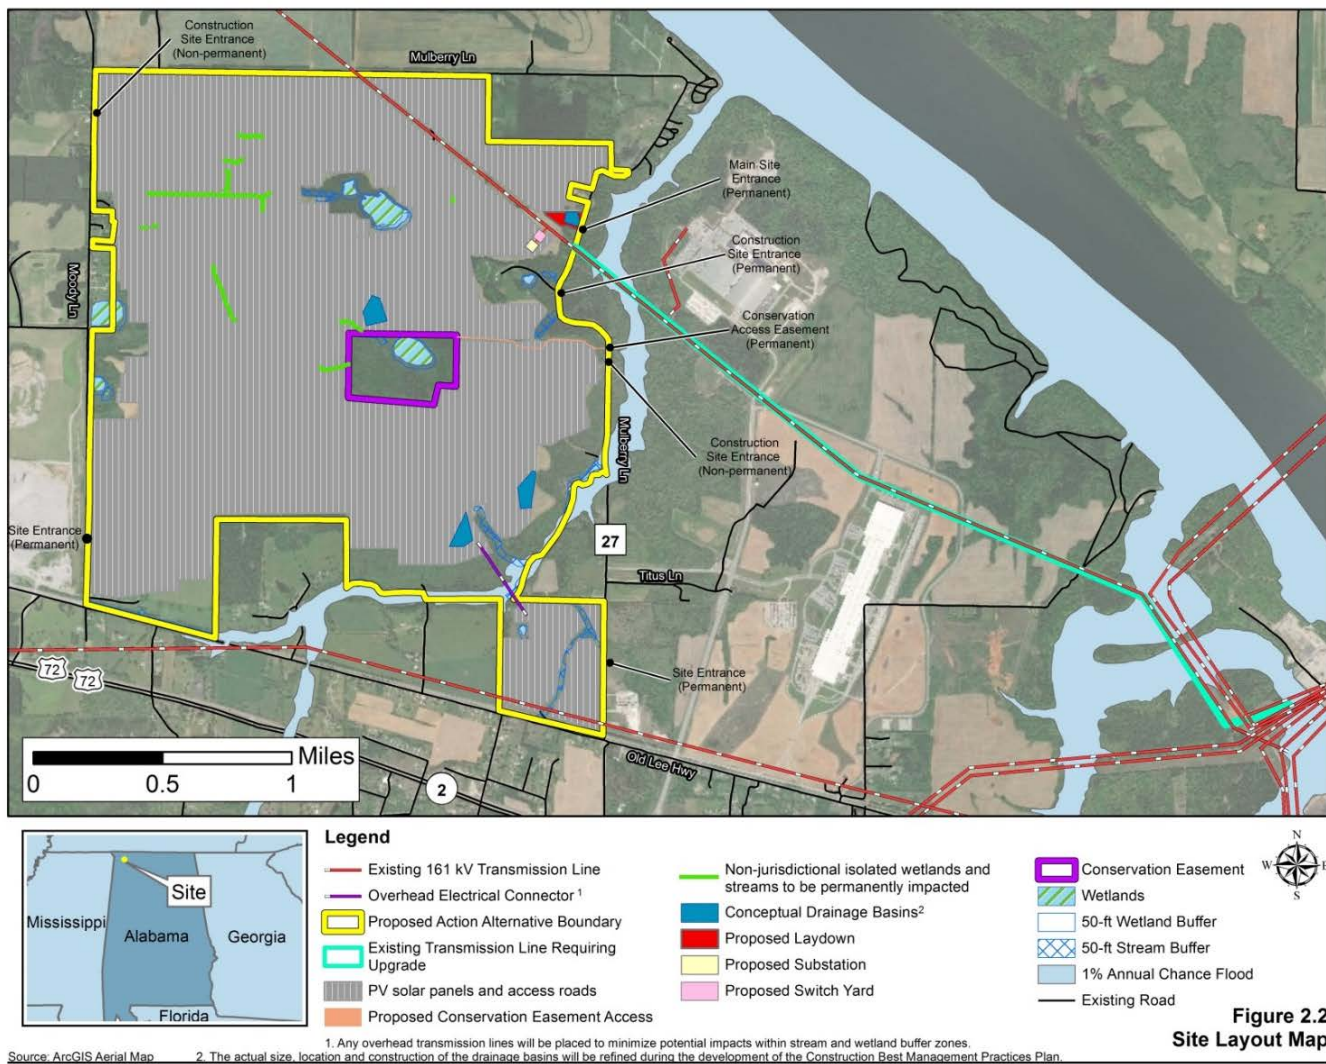 Construction
Site Entrance
(Non-permanent)
Mulberry Ln
Main Site
Entrance
(Permanent)
Construction
Site Entrance
(Permanent)
Moody Ln
Conservation
Access Easement
(Permanent)
Mulberry Ln
Construction
Site Entrance
(Non-permanent)
Site Entrance
(Permanent)
27
Titus Ln
72
72
Site Entrance
(Permanent)
Old Lee Hwy
Miles
0
0.5
1
2
Site
Mississippi
Alabama
Georgia
Florida
Legend
Existing 161 kV Transmission Line
Overhead Electrical Connector 1
Proposed Action Alternative Boundary
Existing Transmission Line Requiring
Upgrade
PV solar panels and access roads
Proposed Conservation Easement Access
Non-jurisdictional isolated wetlands and
streams to be permanently impacted
Conceptual Drainage Basins2
Proposed Laydown
Proposed Substation
Proposed Switch Yard
Conservation Easement
Wetlands
50-ft Wetland Buffer
50-ft Stream Buffer
1% Annual Chance Flood
Existing Road
N
W
E
S
Figure 2.2
Site Layout Map
1. Any overhead transmission lines will be placed to minimize potential impacts within stream and wetland buffer zones.
Source: ArcGIS Aerial Map
2. The actual size, location and construction of the drainage basins will be refined during the development of the Construction Best Management Practices Plan.